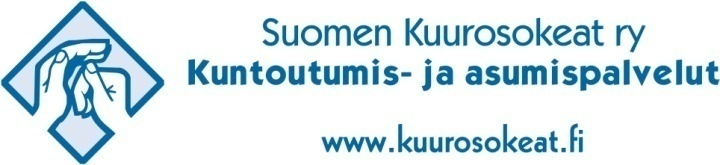 Suomen Kuurosokeat ry
Kuntoutumis- ja asumispalvelut
www.kuurosokeat.fi